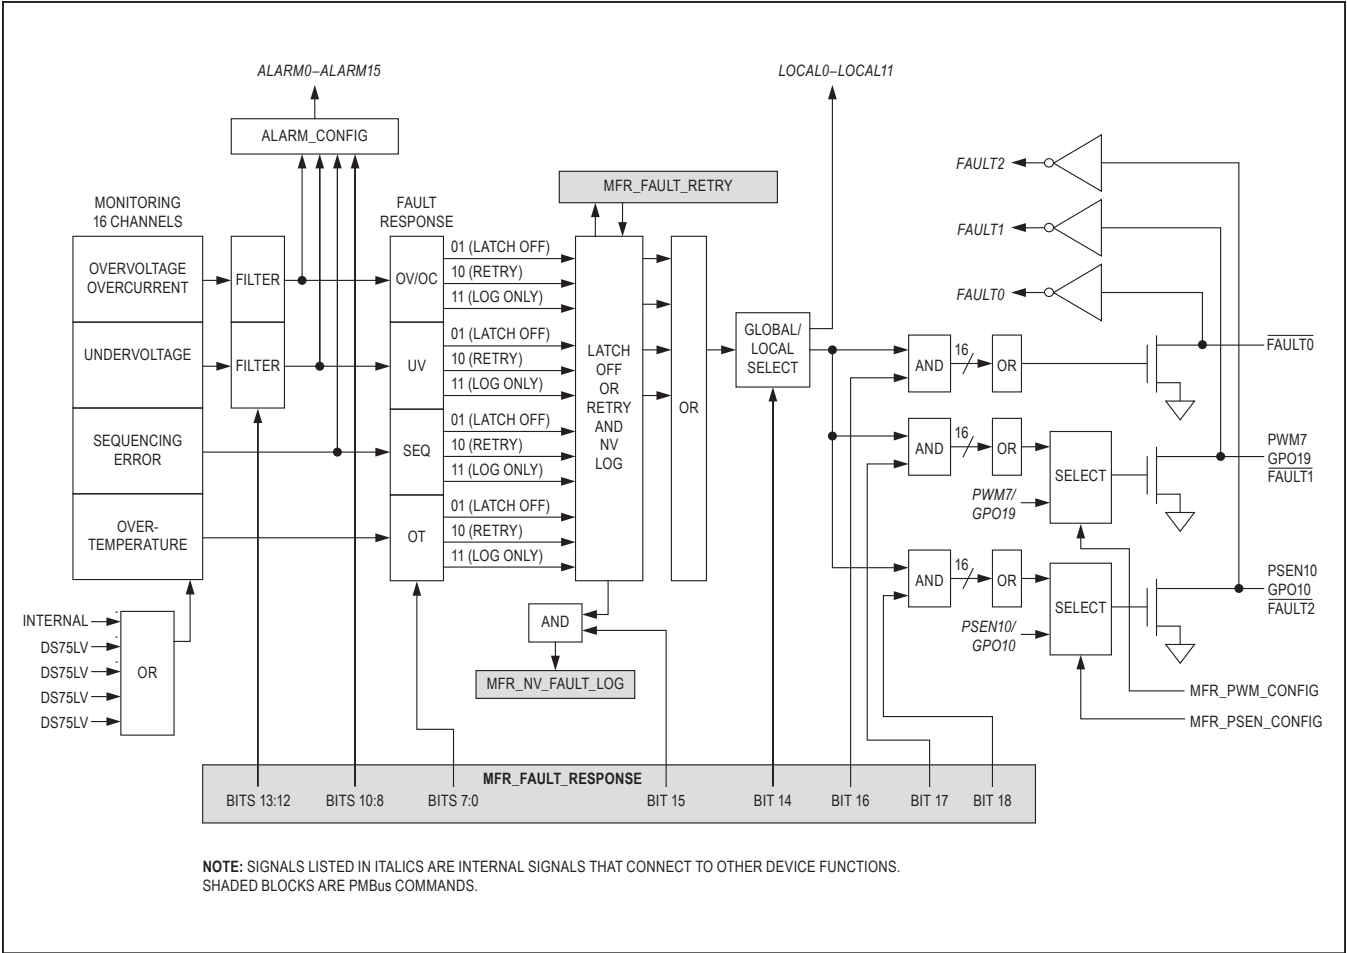 ALARM0–ALARM15
LOCAL0–LOCAL11
ALARM_CONFIG
FAULT2
MFR_FAULT_RETRY
MONITORING
16 CHANNELS
FAULT
RESPONSE
FAULT1
OVERVOLTAGE
OVERCURRENT
FILTER
OV/OC
01 (LATCH OFF)
10 (RETRY)
11 (LOG ONLY)
FAULT0
UNDERVOLTAGE
FILTER
UV
01 (LATCH OFF)
10 (RETRY)
11 (LOG ONLY)
LATCH
OFF
OR
RETRY
AND
NV
LOG
OR
GLOBAL/
LOCAL
SELECT
AND
16
OR
FAULT0
SEQUENCING
ERROR
SEQ
01 (LATCH OFF)
10 (RETRY)
11 (LOG ONLY)
AND
16
OR
SELECT
PWM7/
GPO19
PWM7
GPO19
FAULT1
OVER-
TEMPERATURE
OT
01 (LATCH OFF)
10 (RETRY)
11 (LOG ONLY)
AND
16
OR
SELECT
PSEN10/
GPO10
PSEN10
GPO10
FAULT2
INTERNAL
DS75LV
DS75LV
DS75LV
DS75LV
OR
AND
MFR_NV_FAULT_LOG
MFR_PWM_CONFIG
MFR_PSEN_CONFIG
MFR_FAULT_RESPONSE
BITS 13:12
BITS 10:8
BITS 7:0
BIT 15
BIT 14
BIT 16
BIT 17
BIT 18
NOTE: SIGNALS LISTED IN ITALICS ARE INTERNAL SIGNALS THAT CONNECT TO OTHER DEVICE FUNCTIONS.
SHADED BLOCKS ARE PMBus COMMANDS.